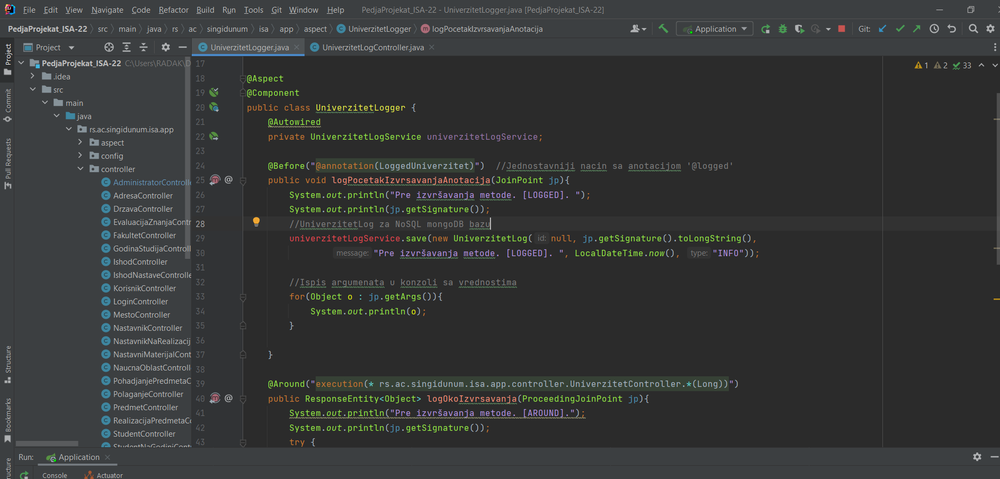 File Edit View Navigate Code Refactor Build Run Tools Git Window Help PedjaProjekat_ISA-22 - UniverzitetLogger.java [PedjaProjekat_ISA-22]
PedjaProjekat_ISA-22 src main java rs ac singidunum isa app aspect UniverzitetLogger logPocetakIzvrsavanjaAnotacija Application Git:
Project UniverzitetLogger.java UniverzitetLogController.java
Project
Commit
Pull Requests
Structure
Bookmarks
ructure
PedjaProjekat_ISA-22 C:\Users\RADAK\D
.idea
src
main
java
rs.ac.singidunum.isa.app
aspect
config
controller
AdministratorControlle
AdresaController
DrzavaController
EvaluacijaZnanjaContr
FakultetController
GodinaStudijaControll
IshodController
IshodNastaveControlle
KorisnikController
LoginController
MestoController
NastavnikController
NastavnikNaRealizacij
NastavniMaterijalCont
NaucnaOblastControll
PohadjanjePredmetaC
PolaganjeController
PredmetController
RealizacijaPredmetaCo
StudentController
StudentNaGodiniContr
1 2 33
17
18 @Aspect
19 @Component
20 public class UniverzitetLogger {
21 @Autowired
22 private UniverzitetLogService univerzitetLogService;
23
24 @Before("@annotation(LoggedUniverzitet)") //Jednostavniji nacin sa anotacijom '@logged'
25 @ public void logPocetakIzvrsavanjaAnotacija(JoinPoint jp){
26 System.out.println("Pre izvršavanja metode. [LOGGED]. ");
27 System.out.println(jp.getSignature());
28 //UniverzitetLog za NoSQL mongoDB bazu
29 univerzitetLogService.save(new UniverzitetLog( id: null, jp.getSignature().toLongString(),
30 message: "Pre izvršavanja metode. [LOGGED]. ", LocalDateTime.now(), type: "INFO"));
31
32 //Ispis argumenata u konzoli sa vrednostima
33 for(Object o : jp.getArgs()){
34 System.out.println(o);
35 }
36
37 }
38
39 @Around("execution(* rs.ac.singidunum.isa.app.controller.UniverzitetController.*(Long))")
40 @ public ResponseEntity<Object> logOkoIzvrsavanja(ProceedingJoinPoint jp){
41 System.out.println("Pre izvršavanja metode. [AROUND].");
42 System.out.println(jp.getSignature());
43 try {
Run: Application
Console Actuator